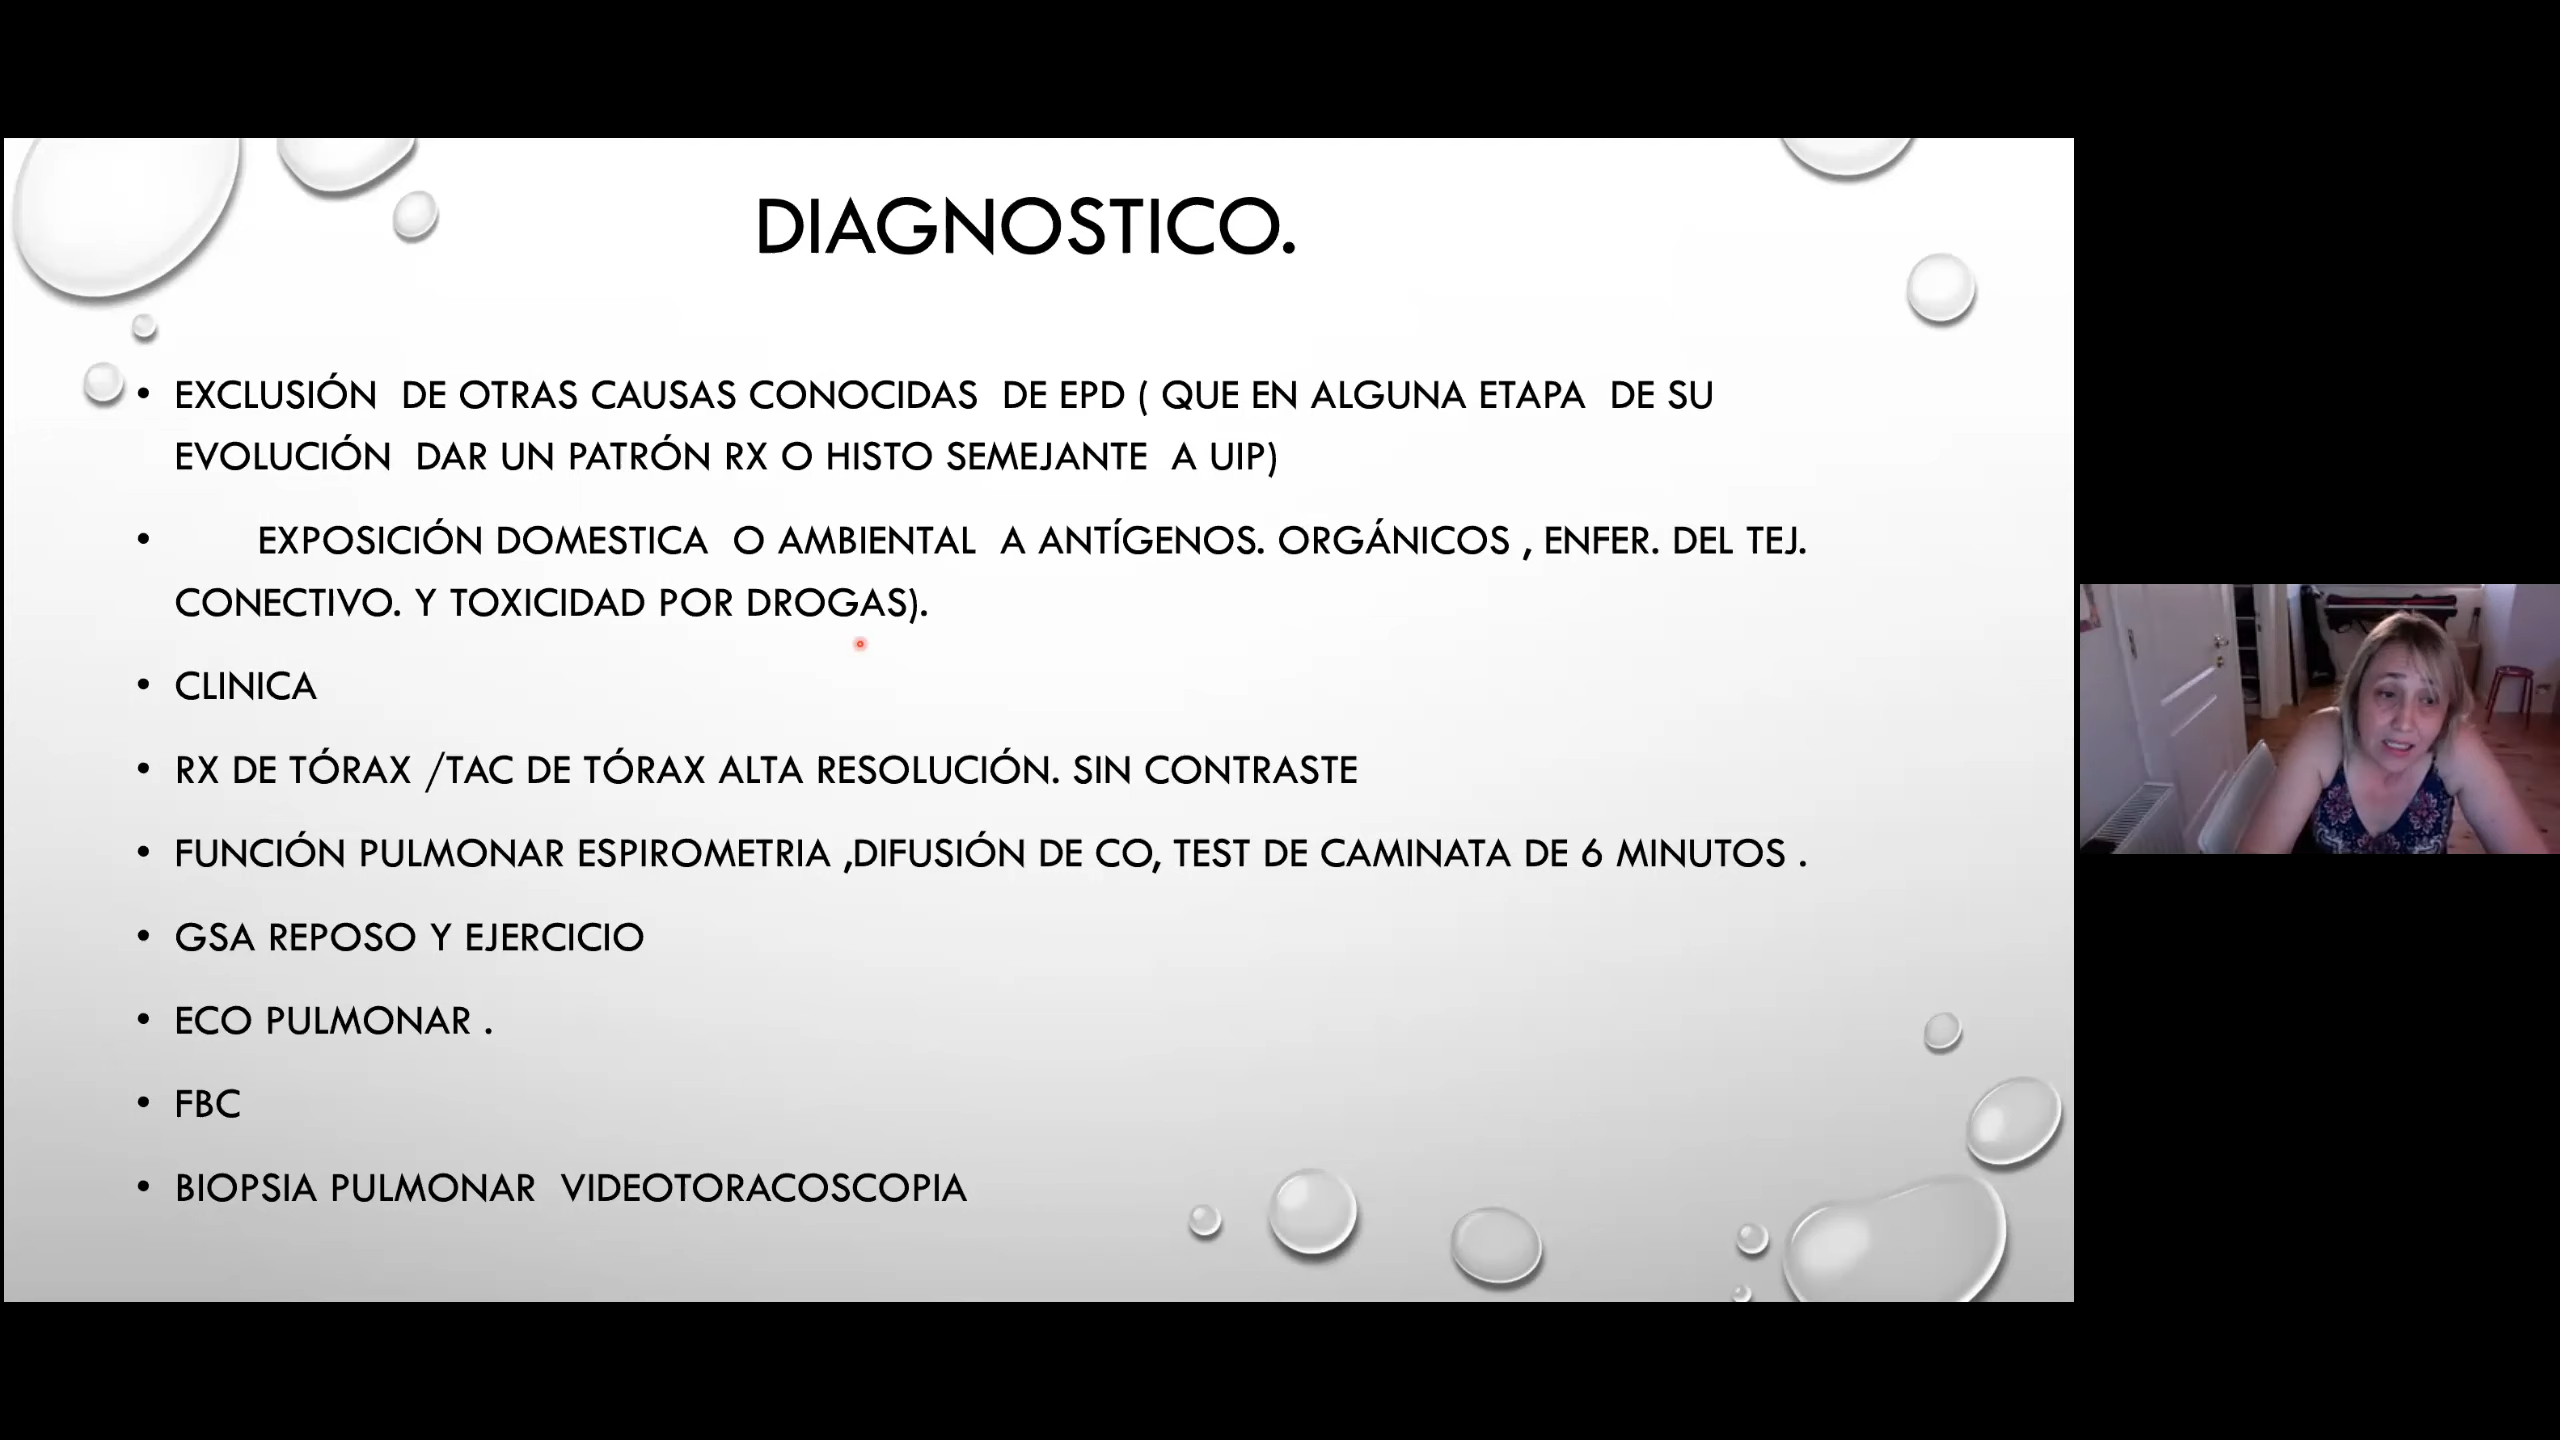 DIAGNOSTICO.
• EXCLUSIÓN DE OTRAS CAUSAS CONOCIDAS DE EPD ( QUE EN ALGUNA ETAPA DE SU
EVOLUCIÓN DAR UN PATRÓN RX O HISTO SEMEJANTE A UIP)
• EXPOSICIÓN DOMESTICA O AMBIENTAL A ANTÍGENOS. ORGÁNICOS , ENFER. DEL TEJ.
CONECTIVO. Y TOXICIDAD POR DROGAS).
• CLINICA
• RX DE TÓRAX /TAC DE TÓRAX ALTA RESOLUCIÓN. SIN CONTRASTE
• FUNCIÓN PULMONAR ESPIROMETRIA ,DIFUSIÓN DE CO, TEST DE CAMINATA DE 6 MINUTOS .
• GSA REPOSO Y EJERCICIO
• ECO PULMONAR .
• FBC
• BIOPSIA PULMONAR VIDEOTORACOSCOPIA